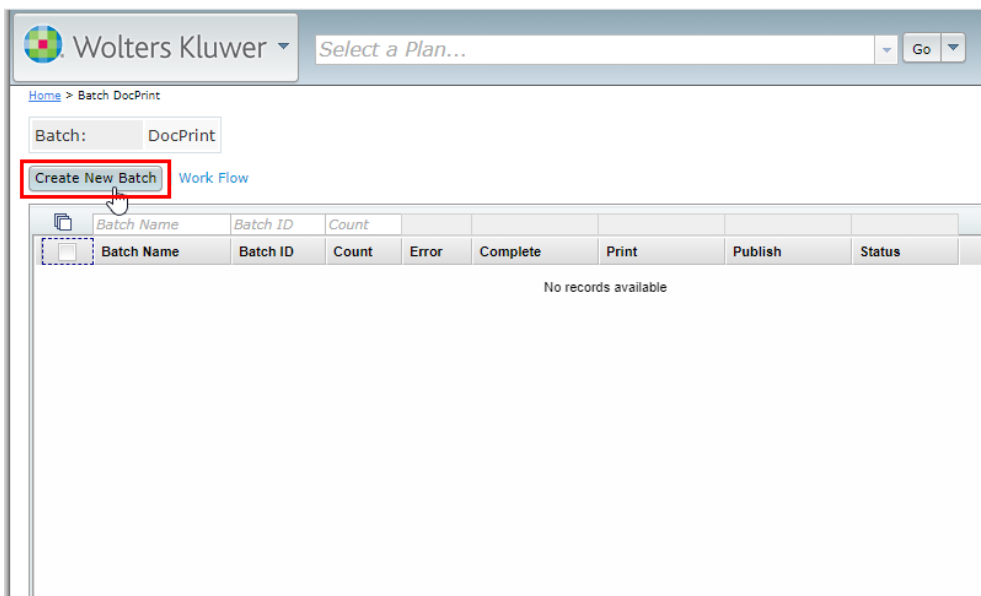 Wolters Kluwer Select a Plan... Go
Home > Batch DocPrint
Batch: DocPrint
Create New Batch Work Flow
Batch Name Batch ID Count
Batch Name Batch ID Count Error Complete Print Publish Status
No records available